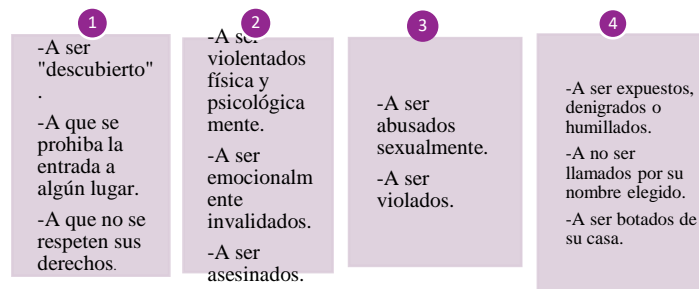 1
-A ser
"descubierto"
.
-A que se
prohiba la
entrada a
algún lugar.
-A que no se
respeten sus
derechos.
2
-A ser
violentados
física y
psicológica
mente.
-A ser
emocionalm
ente
invalidados.
-A ser
asesinados.
3
-A ser
abusados
sexualmente.
-A ser
violados.
4
-A ser expuestos,
denigrados o
humillados.
-A no ser
llamados por su
nombre elegido.
-A ser botados de
su casa.